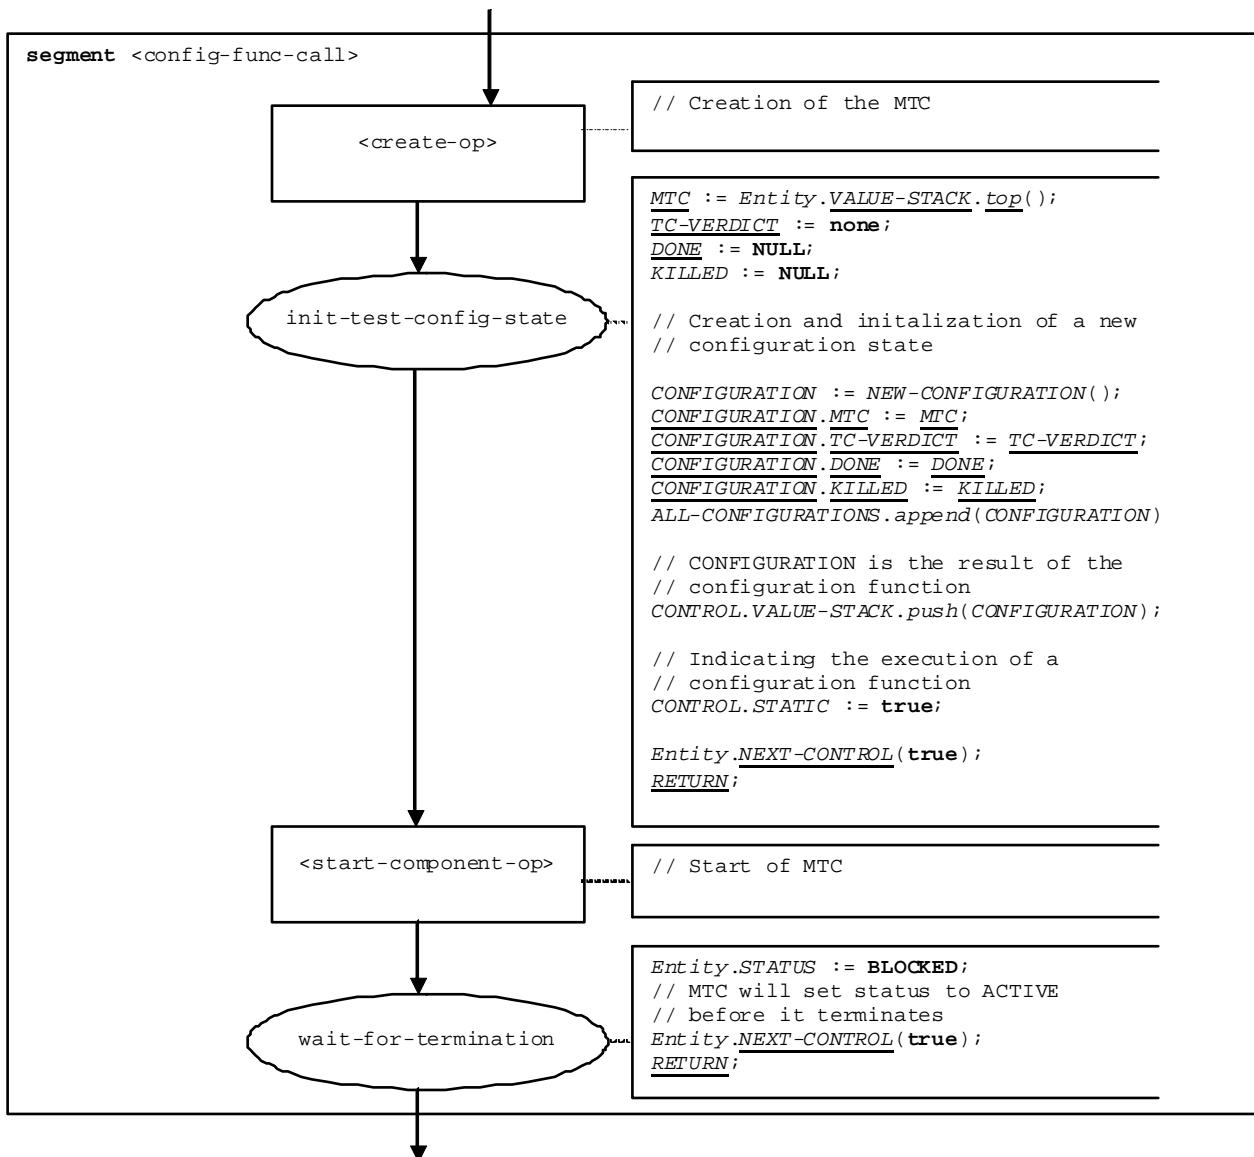 segment <config-func-call>
// Creation of the MTC
<create-op>
MTC := Entity.VALUE-STACK.top();
TC-VERDICT := none;
DONE := NULL;
KILLED := NULL;
init-test-config-state
// Creation and initalization of a new
// configuration state
CONFIGURATION := NEW-CONFIGURATION();
CONFIGURATION.MTC := MTC;
CONFIGURATION.TC-VERDICT := TC-VERDICT;
CONFIGURATION.DONE := DONE;
CONFIGURATION.KILLED := KILLED;
ALL-CONFIGURATIONS.append(CONFIGURATION)
// CONFIGURATION is the result of the
// configuration function
CONTROL.VALUE-STACK.push(CONFIGURATION);
// Indicating the execution of a
// configuration function
CONTROL.STATIC := true;
Entity.NEXT-CONTROL(true);
RETURN;
<start-component-op>
// Start of MTC
Entity.STATUS := BLOCKED;
// MTC will set status to ACTIVE
// before it terminates
wait-for-termination
Entity.NEXT-CONTROL(true);
RETURN;